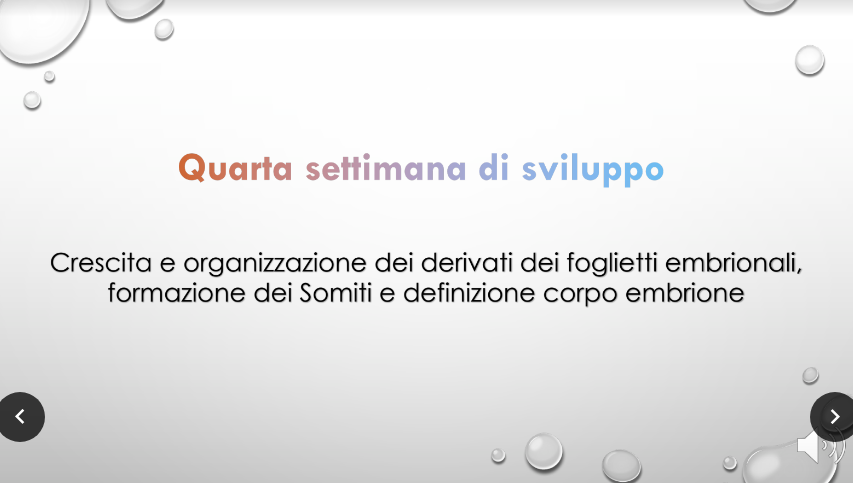 Quarta settimana di sviluppo
Crescita e organizzazione dei derivati dei foglietti embrionali,
formazione dei Somiti e definizione corpo embrione